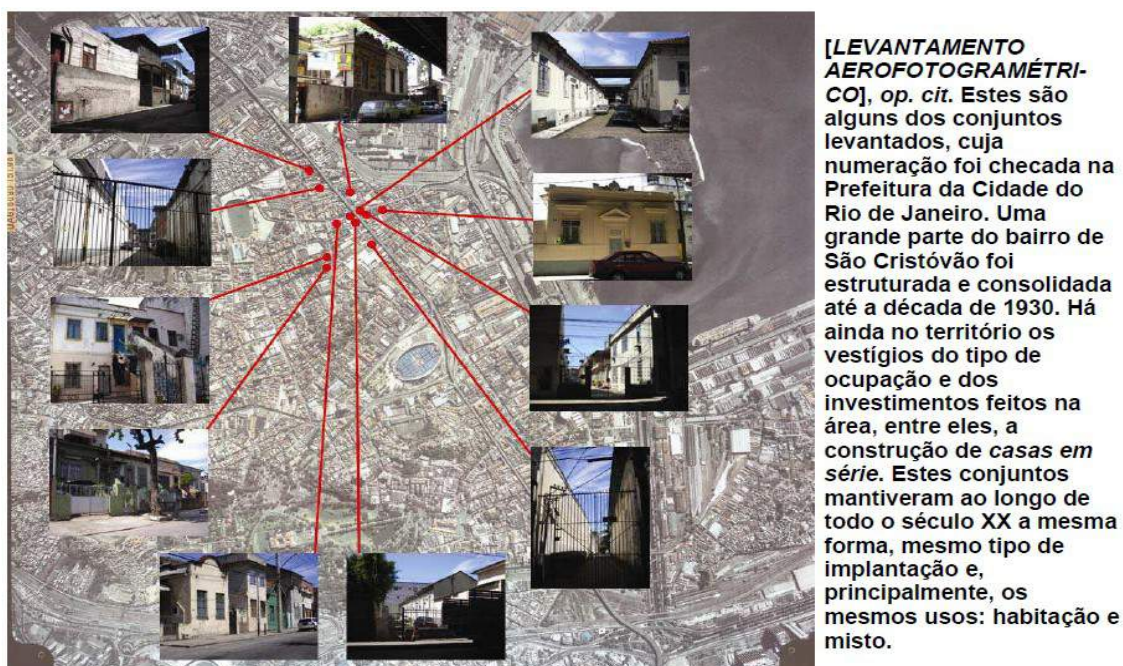 [LEVANTAMENTO
AEROFOTOGRAMÉTRI-
CO], op. cit. Estes são
alguns dos conjuntos
levantados, cuja
numeração foi checada na
Prefeitura da Cidade do
Rio de Janeiro. Uma
grande parte do bairro de
São Cristóvão foi
estruturada e consolidada
até a década de 1930. Há
ainda no território os
vestígios do tipo de
ocupação e dos
investimentos feitos na
área, entre eles, a
construção de casas em
série. Estes conjuntos
mantiveram ao longo de
todo o século XX a mesma
forma, mesmo tipo de
implantação e,
principalmente, os
mesmos usos: habitação e
misto.